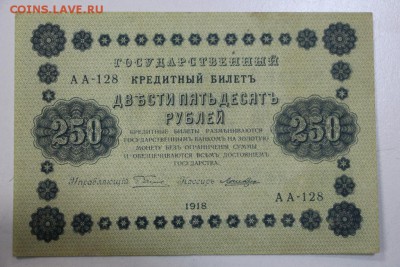 COINS.LAVE.RU
ГОСУДАРСТВЕННЫЙ
АА-128 КРЕДИТНЫЙ БИЛЕТЪ
ДВѢСТИ ПЯТЬДЕСЯТЪ
РУБЛЕЙ
250 250
КРЕДИТНЫЕ БИЛЕТЫ РАЗМѢНИВАЮТСЯ
ГОСУДАРСТВЕННЫМЪ БАНКОМЪ НА ЗОЛОТУЮ
МОНЕТУ БЕЗЪ ОГРАНИЧЕНІЯ СУММЫ
И ОБЕЗПЕЧИВАЮТСЯ ВСѢМЪ ДОСТОЯНІЕМЪ
ГОСУДАРСТВА.
Управляющій Кассиръ
АА-128
1918